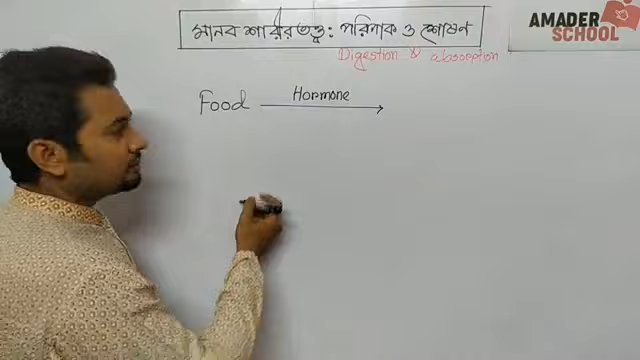 মানব শারীরতত্ত্ব: পরিপাক ও শোষণ
Digestion & absorption
AMADER
SCHOOL
Hormone
Food